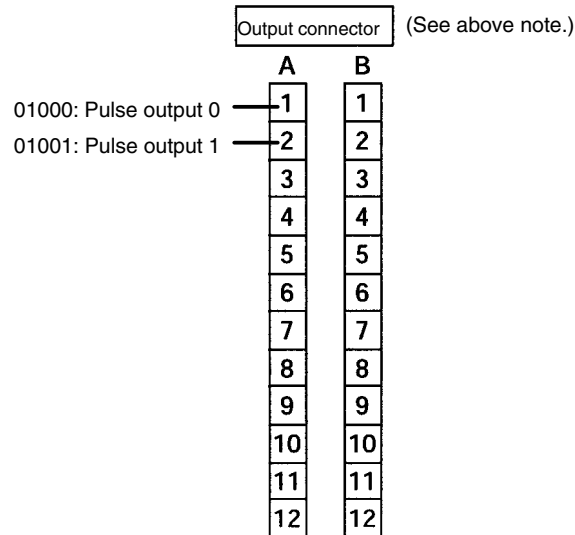 Output connector (See above note.)
A B
01000: Pulse output 0 1 1
01001: Pulse output 1 2 2
3 3
4 4
5 5
6 6
7 7
8 8
9 9
10 10
11 11
12 12